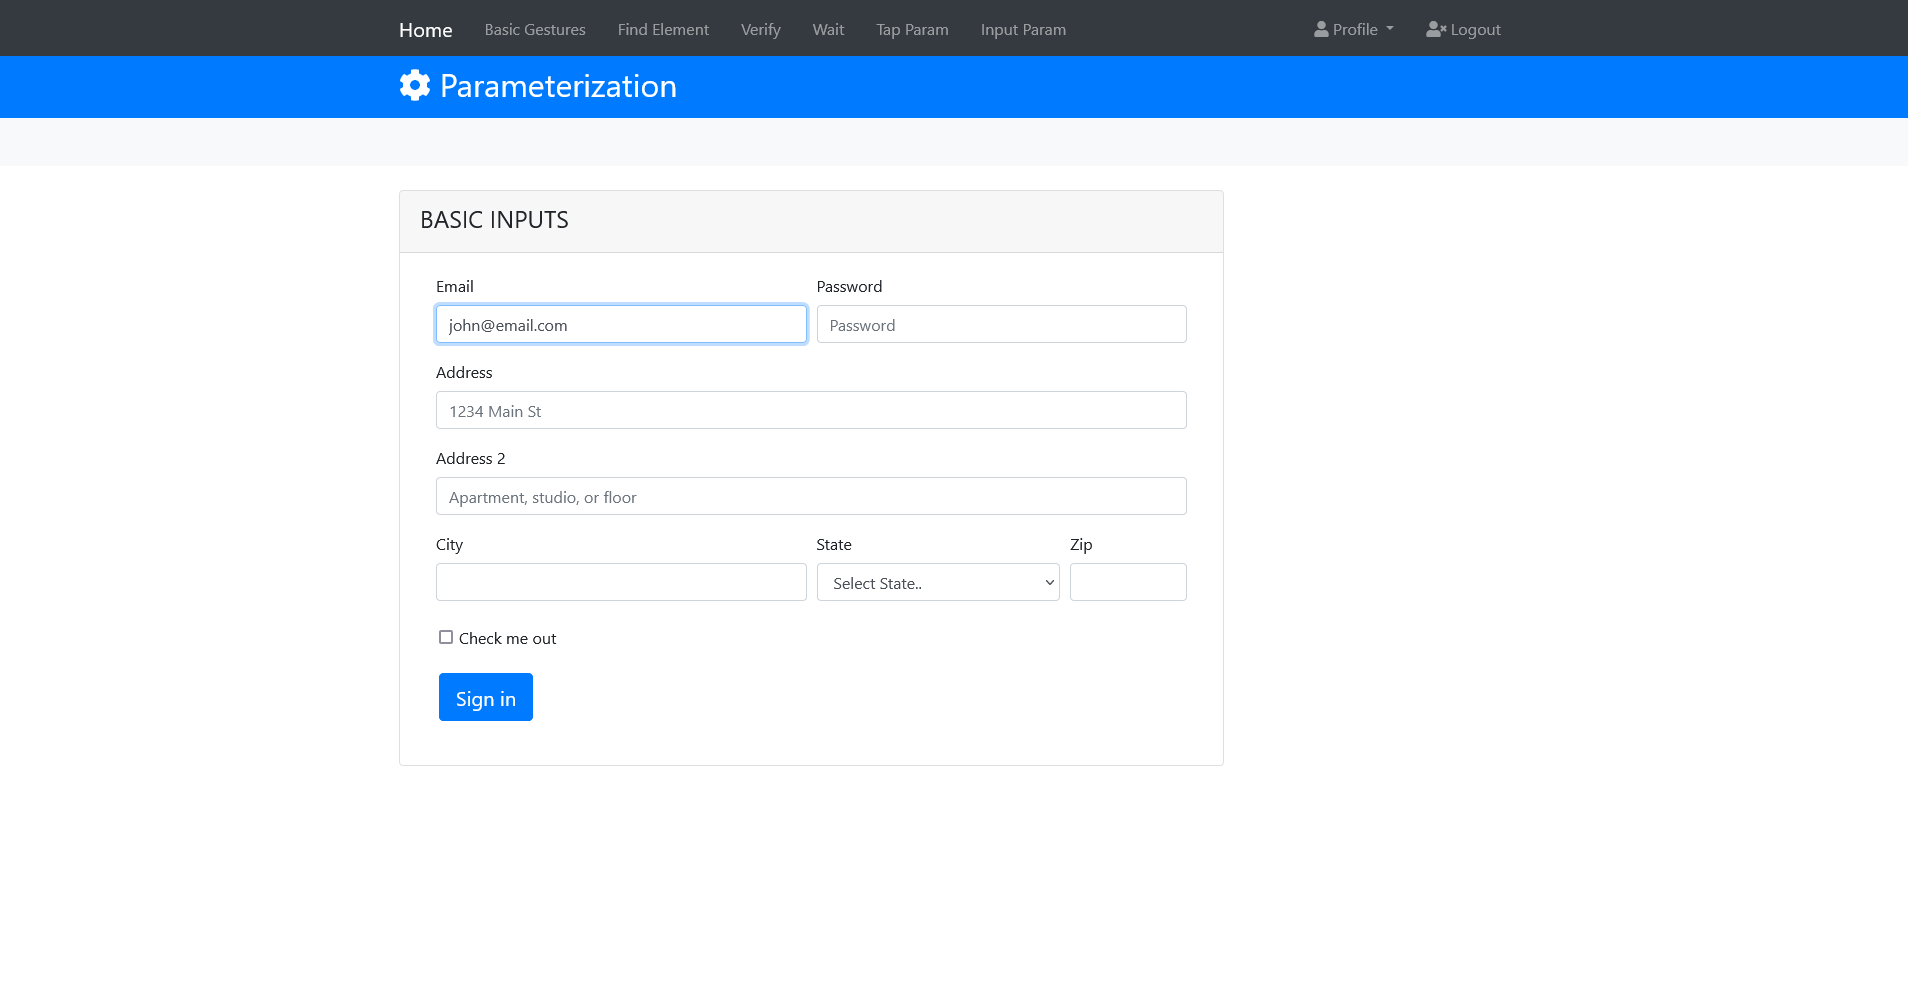 Home Basic Gestures Find Element Verify Wait Tap Param Input Param Profile Logout
Parameterization
BASIC INPUTS
Email Password
john@email.com Password
Address
1234 Main St
Address 2
Apartment, studio, or floor
City State Zip
Select State..
Check me out
Sign in